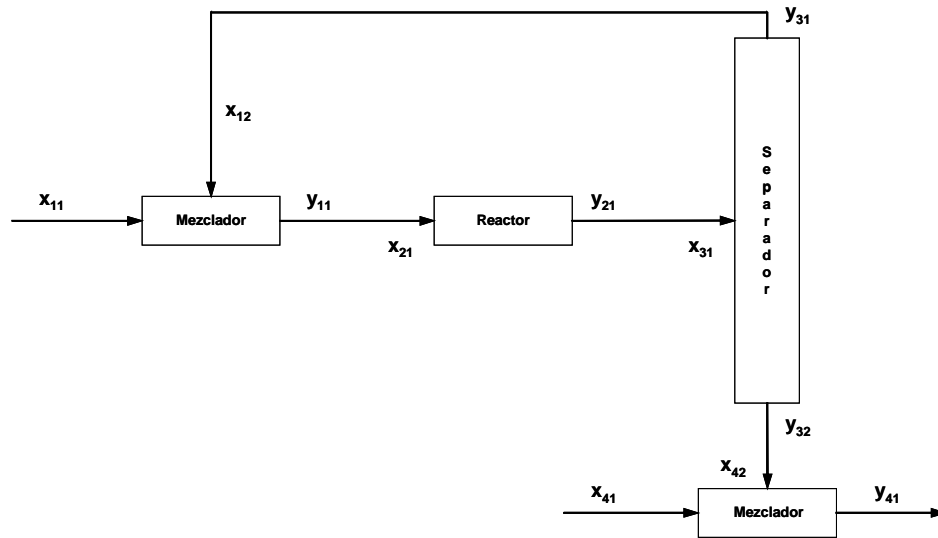 y31
x12
x11
Mezclador
y11
x21
Reactor
y21
x31
Separador
y32
x42
x41
Mezclador
y41